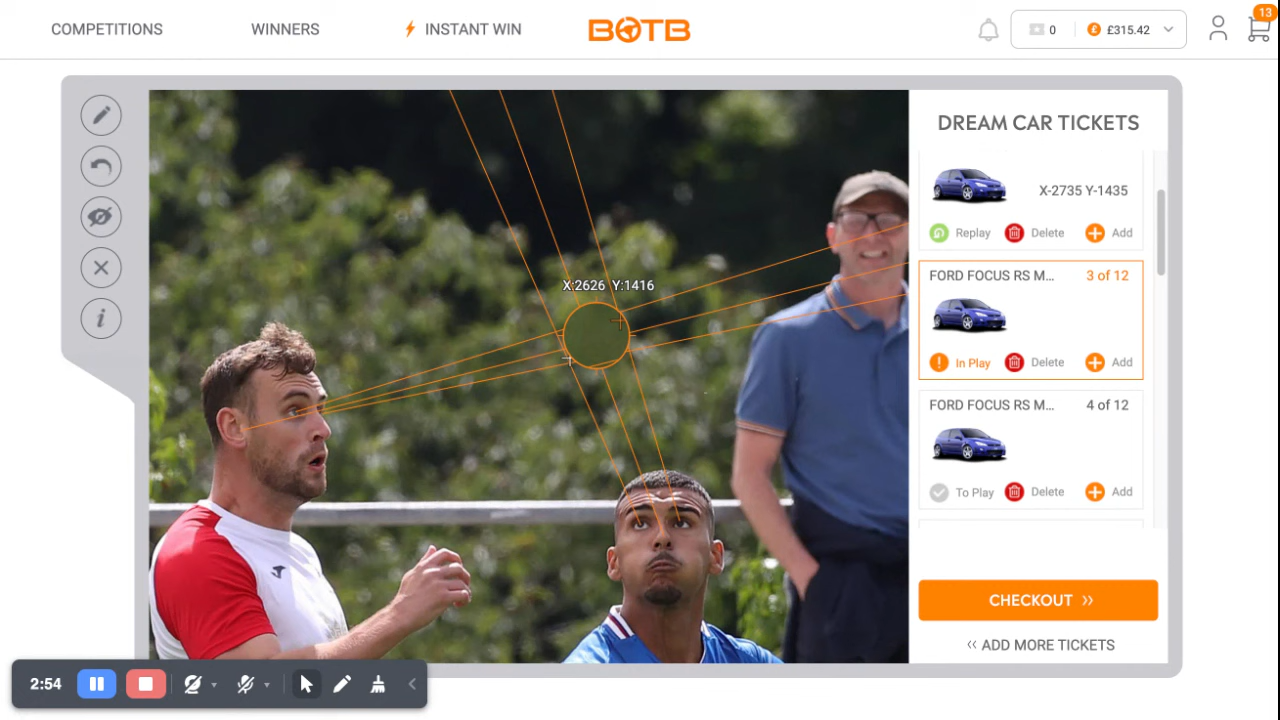 COMPETITIONS
WINNERS
INSTANT WIN
BOTB
0
£315.42
13
DREAM CAR TICKETS
X-2735 Y-1435
Replay
Delete
Add
FORD FOCUS RS M...
3 of 12
In Play
Delete
Add
FORD FOCUS RS M...
4 of 12
To Play
Delete
Add
CHECKOUT >>
<< ADD MORE TICKETS
X:2626 Y:1416
2:54